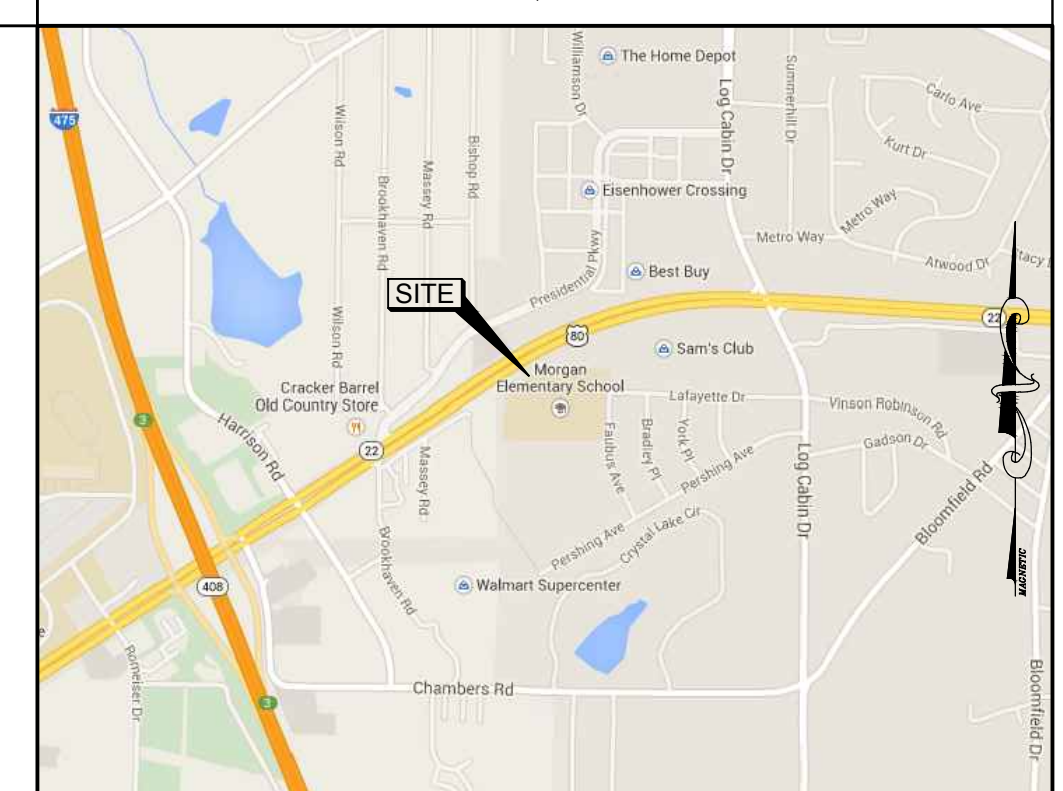 475
Williamson Dr
The Home Depot
Log Cabin Dr
Summerhill Dr
Carlo Ave
Kurt Dr
Wilson Rd
Brookhaven Rd
Massey Rd
Bishop Rd
Eisenhower Crossing
Metro Way
Metro Way
Atwood Dr
Stacy
Presidential Pkwy
Best Buy
SITE
80
22
Wilson Rd
Sam's Club
Morgan
Elementary School
Cracker Barrel
Old Country Store
Lafayette Dr
Vinson Robinson Rd
Gadson Dr
3
Harrison Rd
22
Massey Rd
Faubus Ave
Bradley Pl
York Pl
Pershing Ave
Log Cabin Dr
Bloomfield Rd
Pershing Ave
Crystal Lake Cir
Brookhaven Rd
408
Walmart Supercenter
MAGNETIC
e
Romeiser Dr
3
Chambers Rd
Bloomfield Dr